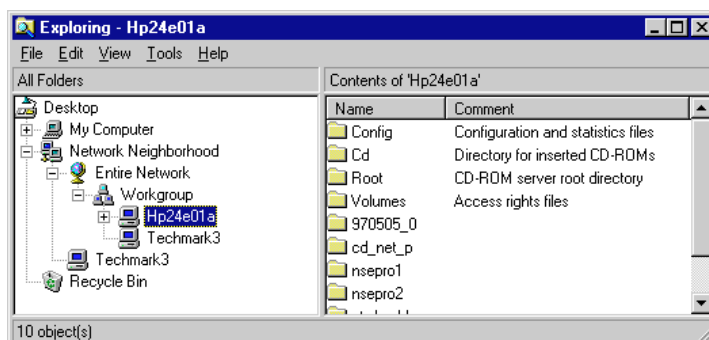 Exploring - Hp24e01a
File Edit View Tools Help
All Folders
Contents of 'Hp24e01a'
Desktop
My Computer
Network Neighborhood
Entire Network
Workgroup
Hp24e01a
Techmark3
Techmark3
Recycle Bin
Name Comment
Config Configuration and statistics files
Cd Directory for inserted CD-ROMs
Root CD-ROM server root directory
Volumes Access rights files
970505_0
cd_net_p
nsepro1
nsepro2
10 object(s)